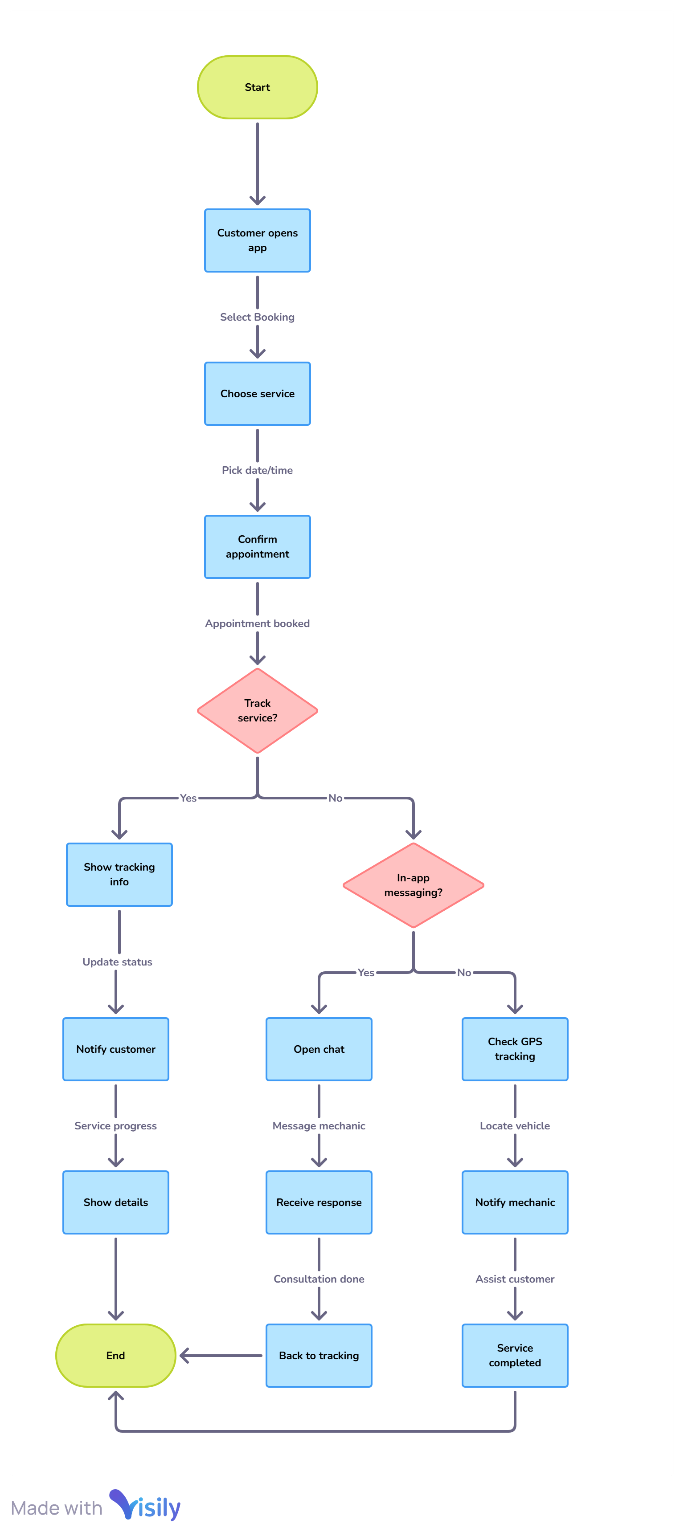 Start
Customer opens
app
Select Booking
Choose service
Pick date/time
Confirm
appointment
Appointment booked
Track
service?
Yes
No
Show tracking
info
In-app
messaging?
Update status
Yes
No
Notify customer
Open chat
Check GPS
tracking
Service progress
Message mechanic
Locate vehicle
Show details
Receive response
Notify mechanic
Consultation done
Assist customer
End
Back to tracking
Service
completed
Made with Visily